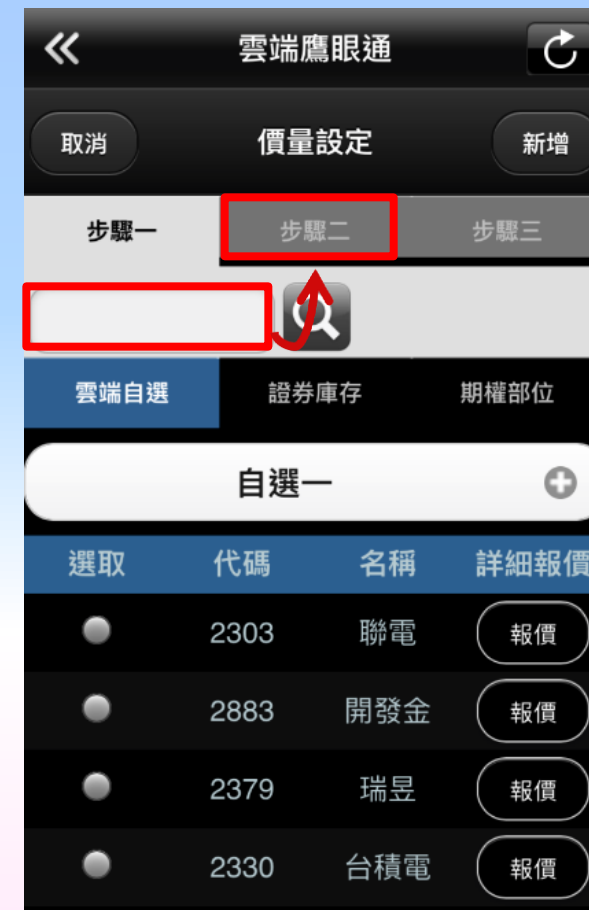 雲端鷹眼通
取消 價量設定 新增
步驟一 步驟二 步驟三
雲端自選 證券庫存 期權部位
自選一
選取 代碼 名稱 詳細報價
2303 聯電 報價
2883 開發金 報價
2379 瑞昱 報價
2330 台積電 報價